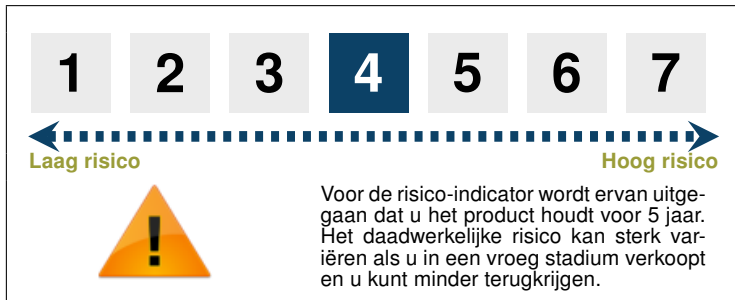 1 2 3 4 5 6 7
Laag risico Hoog risico
!
Voor de risico-indicator wordt ervan uitge-
gaan dat u het product houdt voor 5 jaar.
Het daadwerkelijke risico kan sterk var-
iëren als u in een vroeg stadium verkoopt
en u kunt minder terugkrijgen.